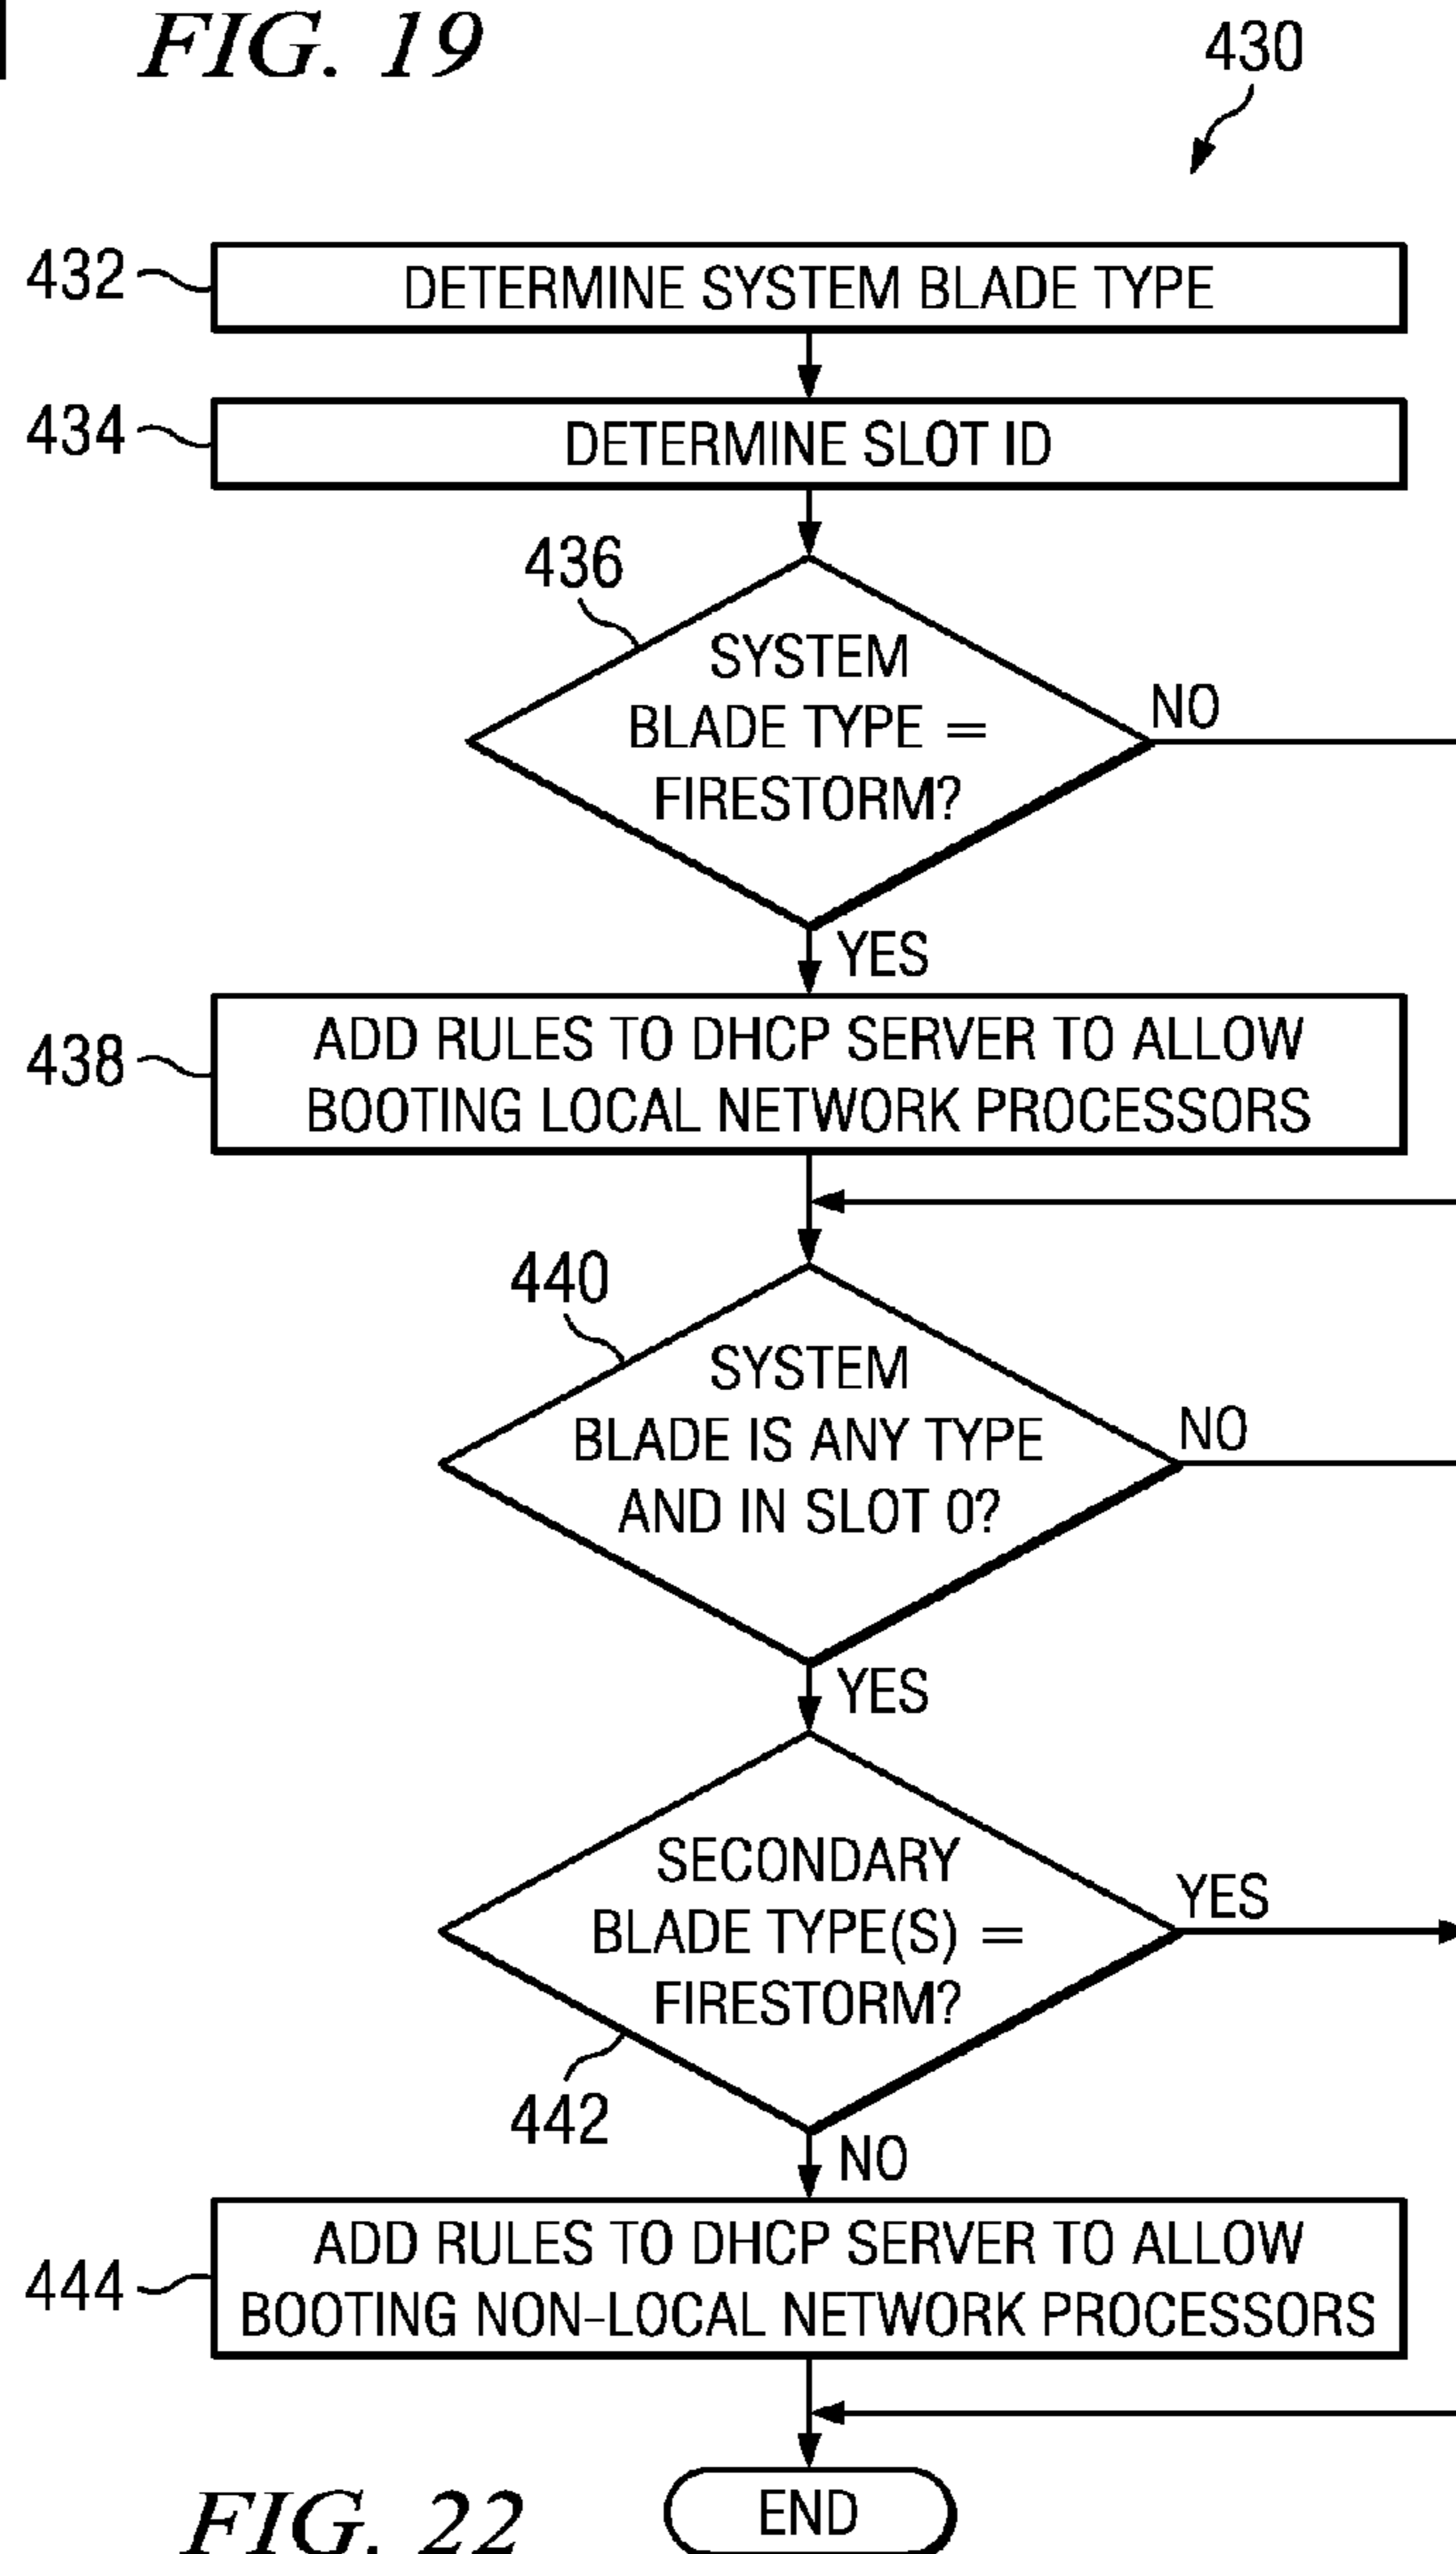 FIG. 19
430
432
DETERMINE SYSTEM BLADE TYPE
434
DETERMINE SLOT ID
436
SYSTEM
BLADE TYPE =
FIRESTORM?
NO
YES
438
ADD RULES TO DHCP SERVER TO ALLOW
BOOTING LOCAL NETWORK PROCESSORS
440
SYSTEM
BLADE IS ANY TYPE
AND IN SLOT 0?
NO
YES
SECONDARY
BLADE TYPE(S) =
FIRESTORM?
YES
442
NO
444
ADD RULES TO DHCP SERVER TO ALLOW
BOOTING NON-LOCAL NETWORK PROCESSORS
END
FIG. 22